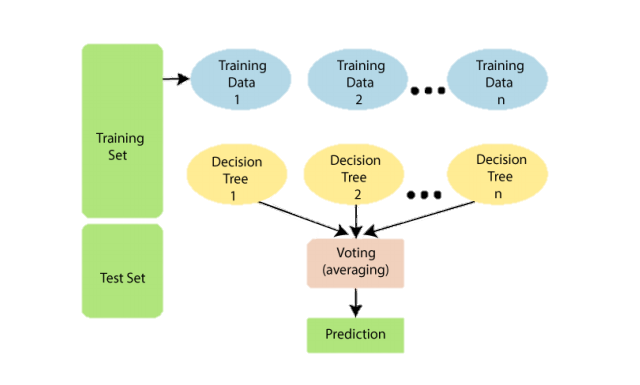 Training
Set
Training
Data
1
Training
Data
2
Training
Data
n
Decision
Tree
1
Decision
Tree
2
Decision
Tree
n
Test Set
Voting
(averaging)
Prediction